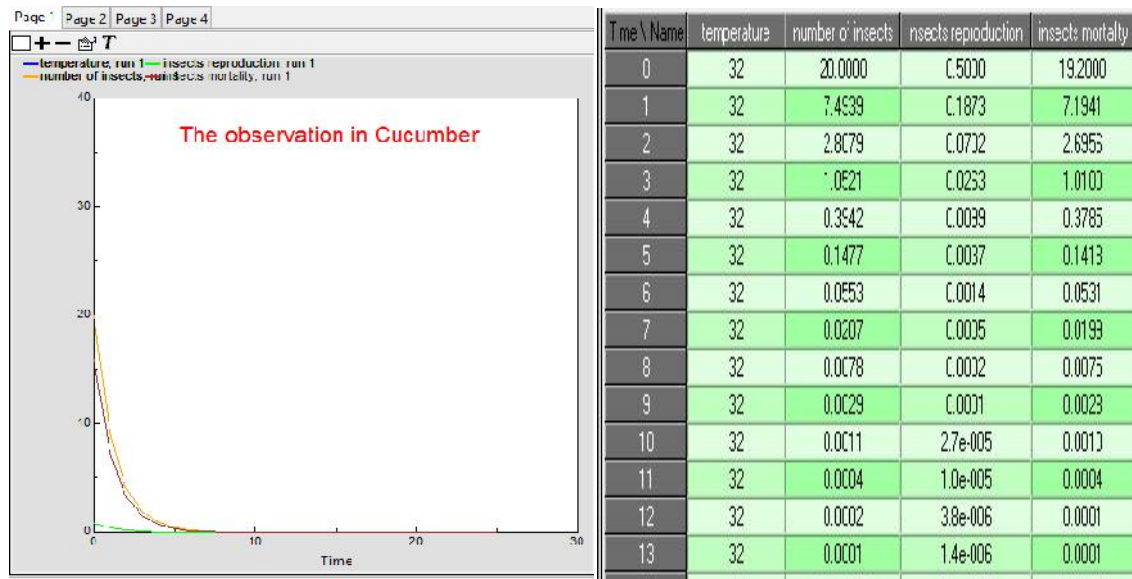 Page 1 Page 2 Page 3 Page 4
T
temperature, run 1 insects reproduction, run 1
number of insects, insects mortality, run 1
The observation in Cucumber
40
30
20
10
0
0 10 20 30
Time
Time \ Name temperature number of insects insects reproduction insects mortality
0 32 20.0000 0.5000 19.2000
1 32 7.4939 0.1873 7.1941
2 32 2.8079 0.0702 2.6956
3 32 1.0521 0.0263 1.0100
4 32 0.3942 0.0099 0.3785
5 32 0.1477 0.0037 0.1418
6 32 0.0553 0.0014 0.0531
7 32 0.0207 0.0005 0.0199
8 32 0.0078 0.0002 0.0075
9 32 0.0029 0.0001 0.0028
10 32 0.0011 2.7e-005 0.0010
11 32 0.0004 1.0e-005 0.0004
12 32 0.0002 3.8e-006 0.0001
13 32 0.0001 1.4e-006 0.0001